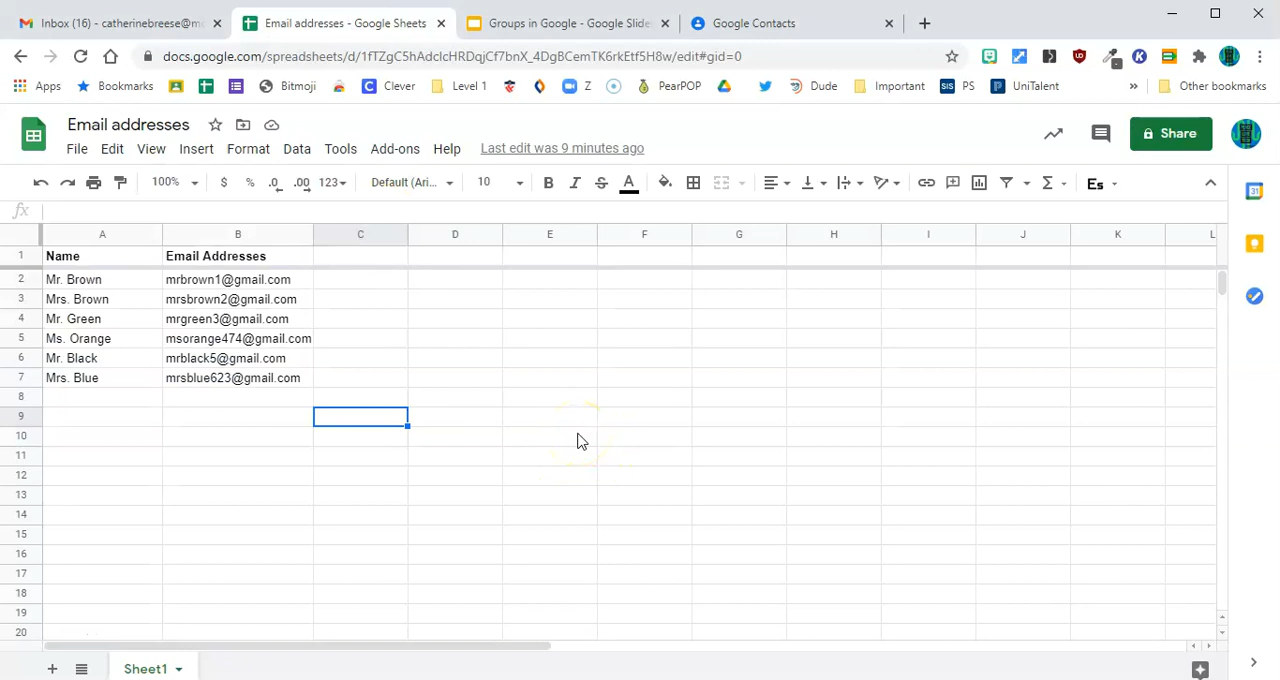 Inbox (16) - catherinebreese@mc
Email addresses - Google Sheets
Groups in Google - Google Slide
Google Contacts
docs.google.com/spreadsheets/d/1fTZgC5hAdcIcHRDqjCf7bnX_4DgBCemTK6rkEtf5H8w/edit#gid=0
Apps
Bookmarks
Bitmoji
Clever
Level 1
Z
PearPOP
Dude
Important
PS
UniTalent
»
Other bookmarks
Email addresses
File Edit View Insert Format Data Tools Add-ons Help Last edit was 9 minutes ago
Share
100% $ % .0 .00 123 Default (Ari... 10 B I S A Σ Es
fx
A B C D E F G H I J K L
1 Name Email Addresses
2 Mr. Brown mrbrown1@gmail.com
3 Mrs. Brown mrsbrown2@gmail.com
4 Mr. Green mrgreen3@gmail.com
5 Ms. Orange msorange474@gmail.com
6 Mr. Black mrblack5@gmail.com
7 Mrs. Blue mrsblue623@gmail.com
8
9
10
11
12
13
14
15
16
17
18
19
20
Sheet1